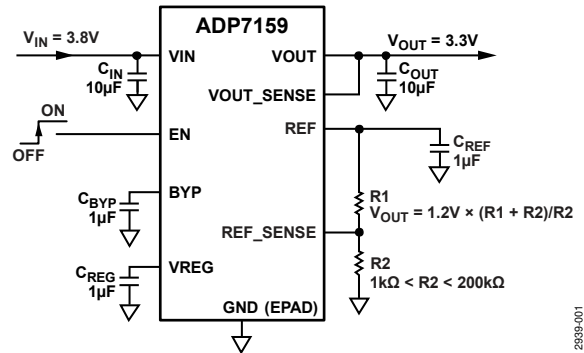 ADP7159
VIN = 3.8V
VIN
CIN
10µF
ON
OFF
EN
BYP
CBYP
1µF
VREG
CREG
1µF
GND (EPAD)
VOUT
VOUT = 3.3V
COUT
10µF
VOUT_SENSE
REF
CREF
1µF
R1
VOUT = 1.2V × (R1 + R2)/R2
REF_SENSE
R2
1kΩ < R2 < 200kΩ
2939-001